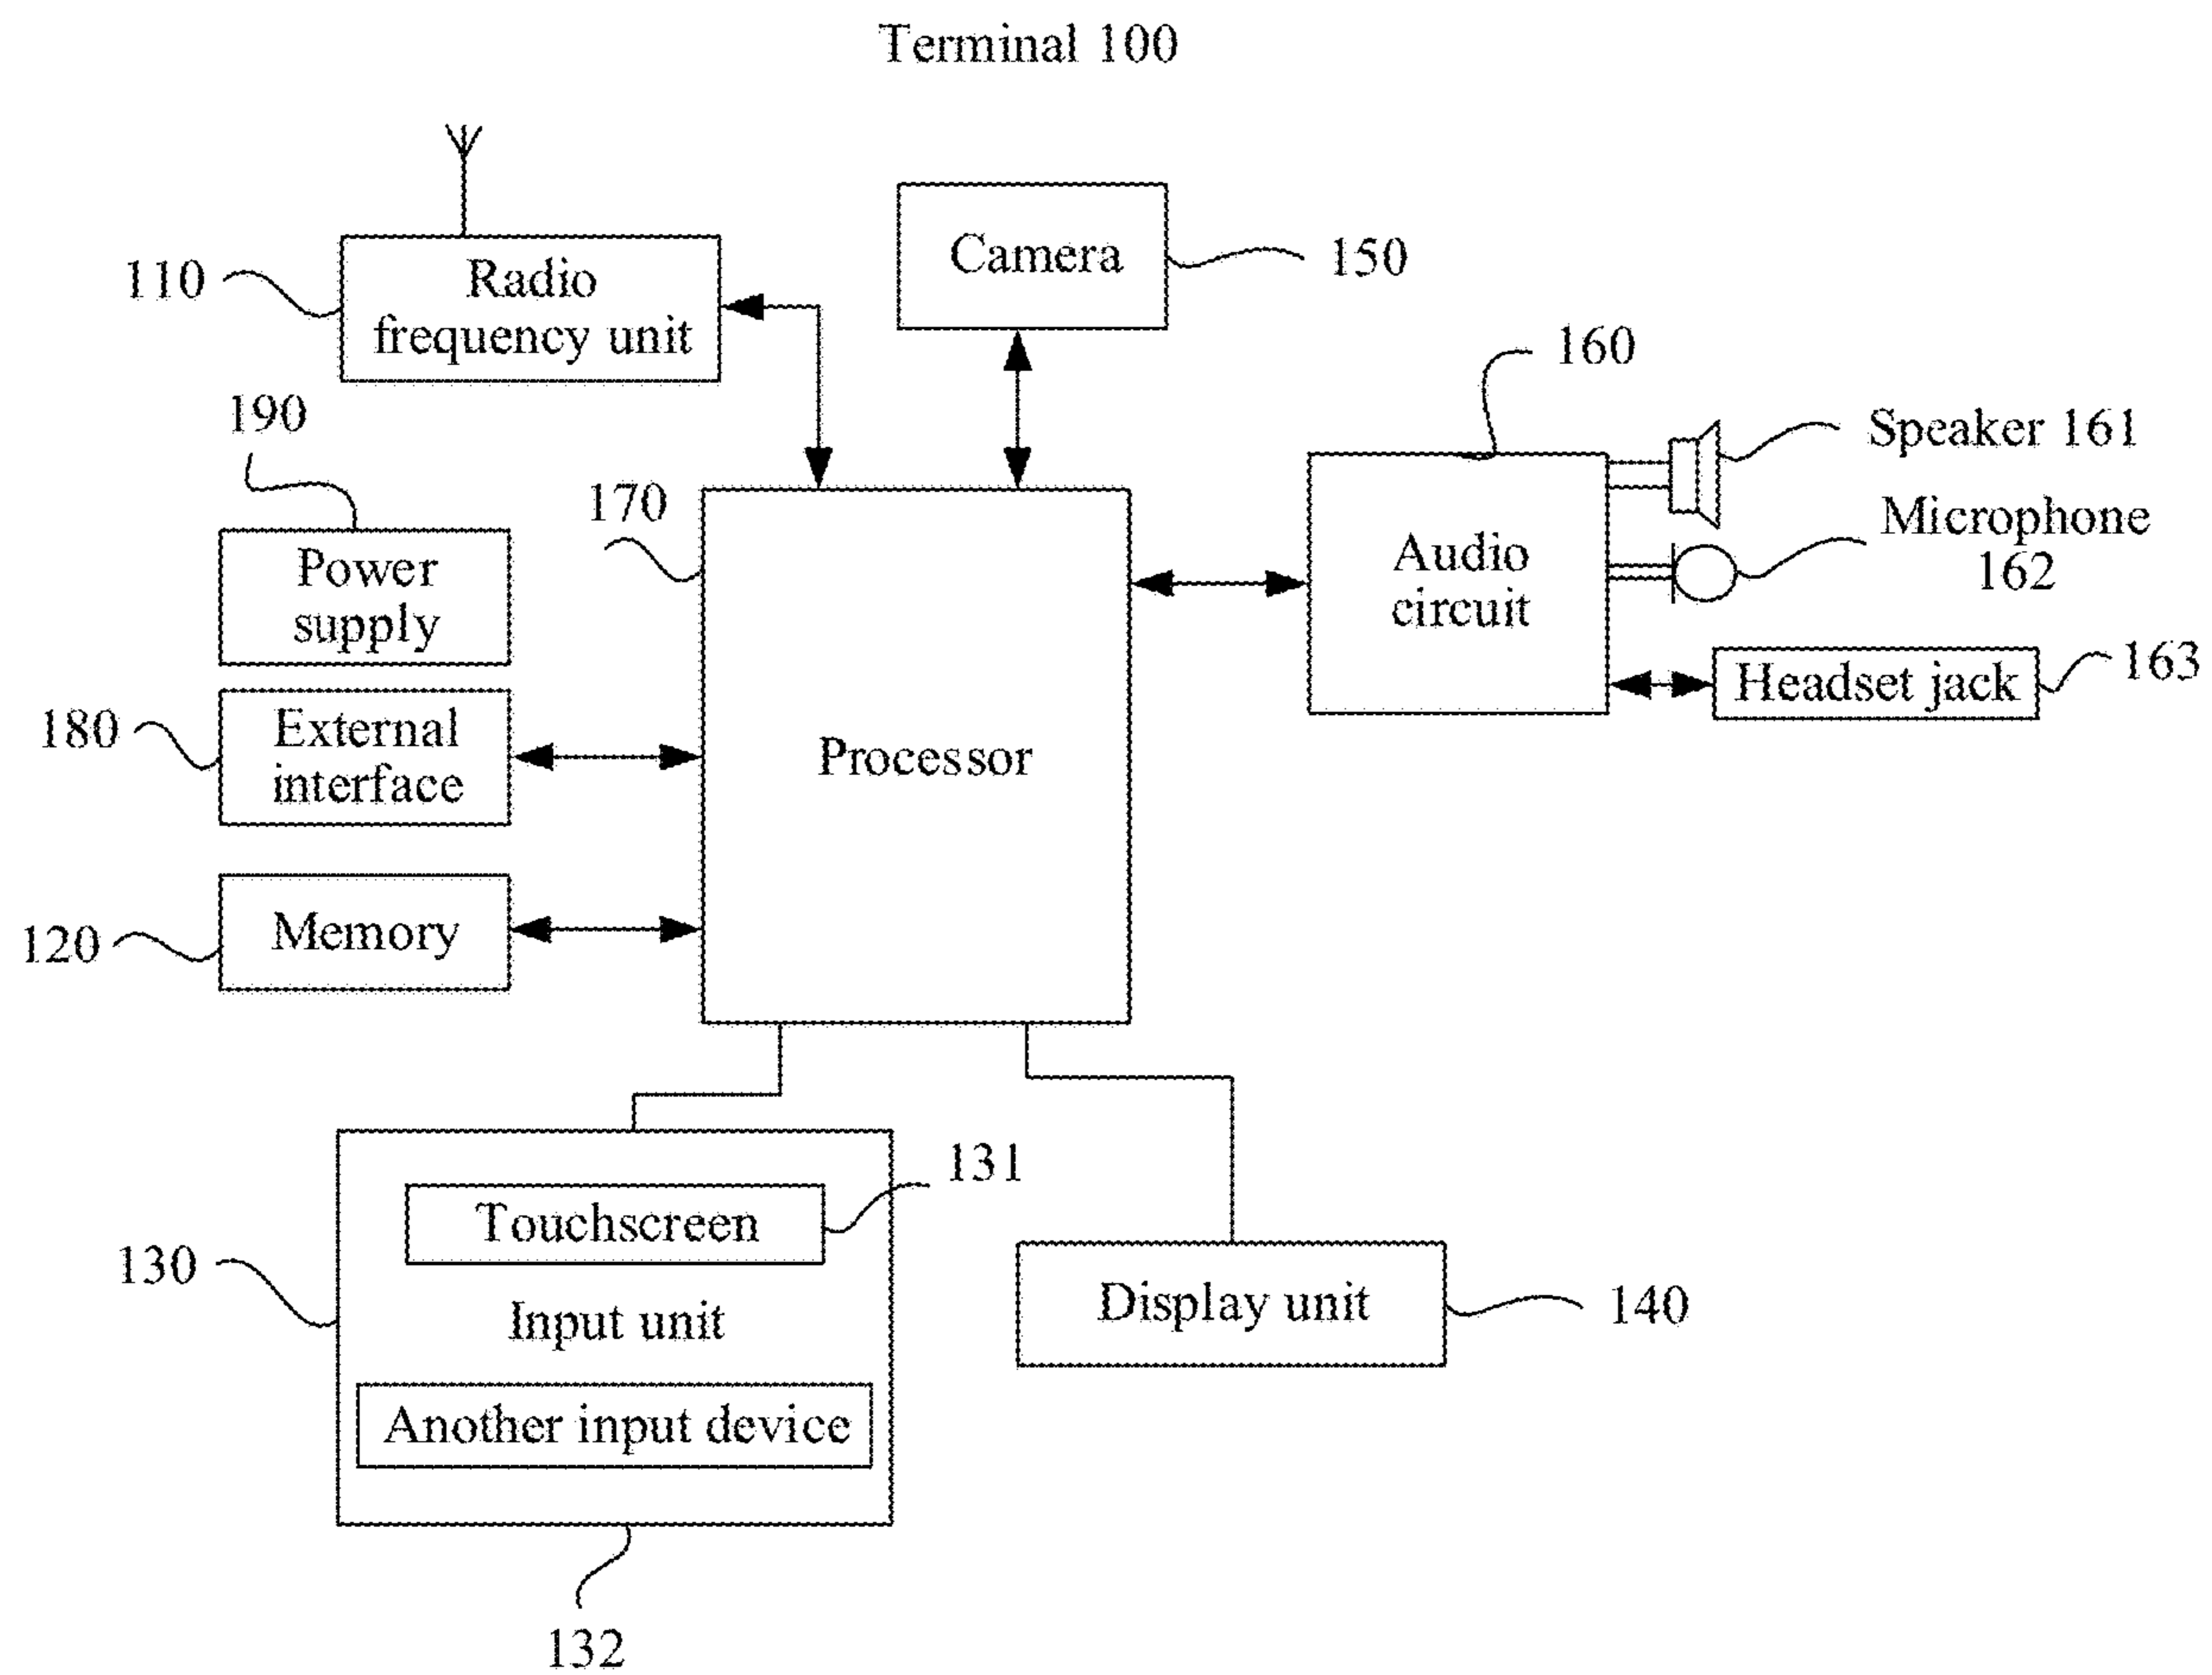 Terminal 100
110
Radio
frequency unit
Camera
150
190
Power
supply
170
160
Speaker 161
Microphone
162
Audio
circuit
Headset jack
163
180
External
interface
Processor
120
Memory
130
Touchscreen
131
Input unit
Another input device
132
Display unit
140